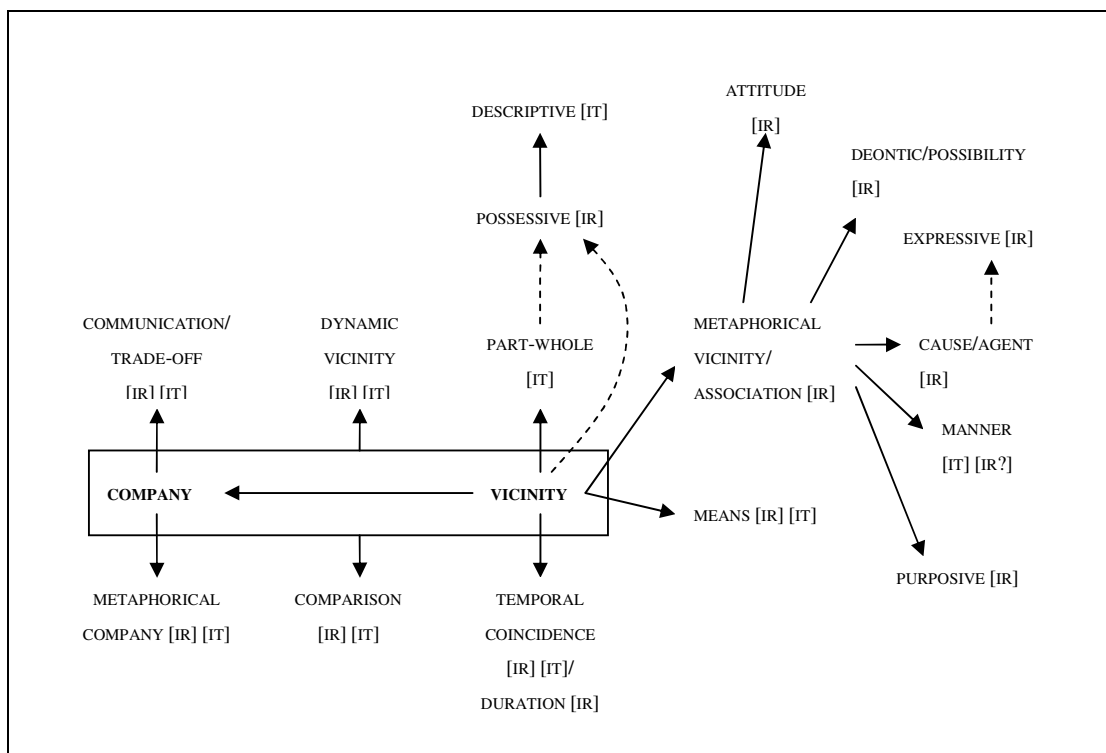 ATTITUDE
[IR]
DESCRIPTIVE [IT]
DEONTIC/POSSIBILITY
[IR]
POSSESSIVE [IR]
EXPRESSIVE [IR]
COMMUNICATION/
TRADE-OFF
[IR] [IT]
DYNAMIC
VICINITY
[IR] [IT]
PART-WHOLE
[IT]
METAPHORICAL
VICINITY/
ASSOCIATION [IR]
CAUSE/AGENT
[IR]
MANNER
[IT] [IR?]
COMPANY
VICINITY
MEANS [IR] [IT]
PURPOSIVE [IR]
METAPHORICAL
COMPANY [IR] [IT]
COMPARISON
[IR] [IT]
TEMPORAL
COINCIDENCE
[IR] [IT]/
DURATION [IR]